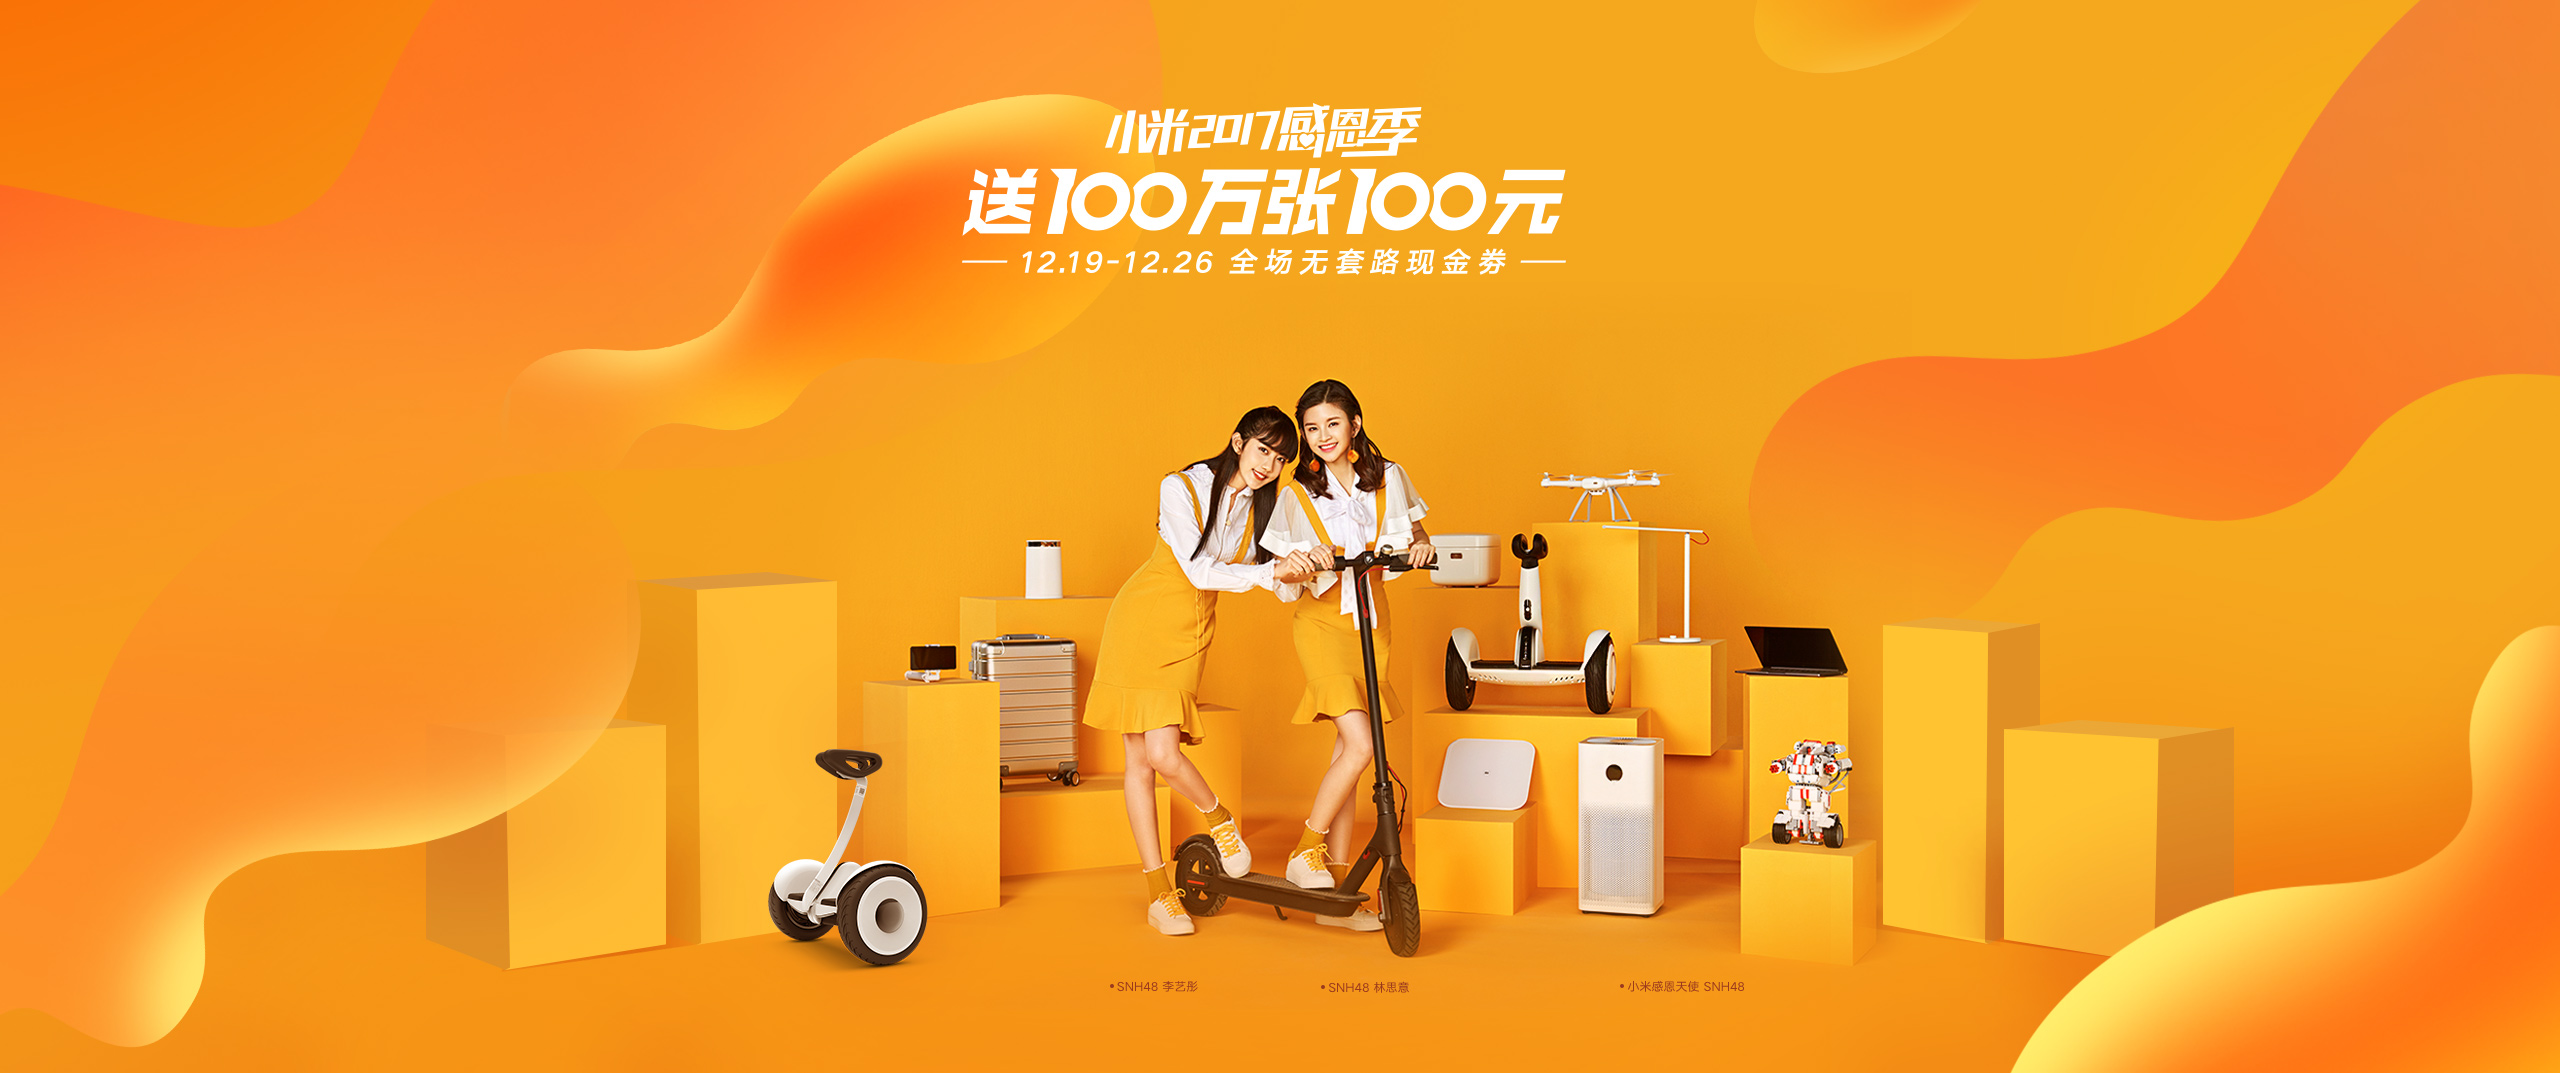 小米2017感恩季
送100万张100元
12.19-12.26 全场无套路现金券
•SNH48 李艺彤
•SNH48 林思意
•小米感恩天使 SNH48